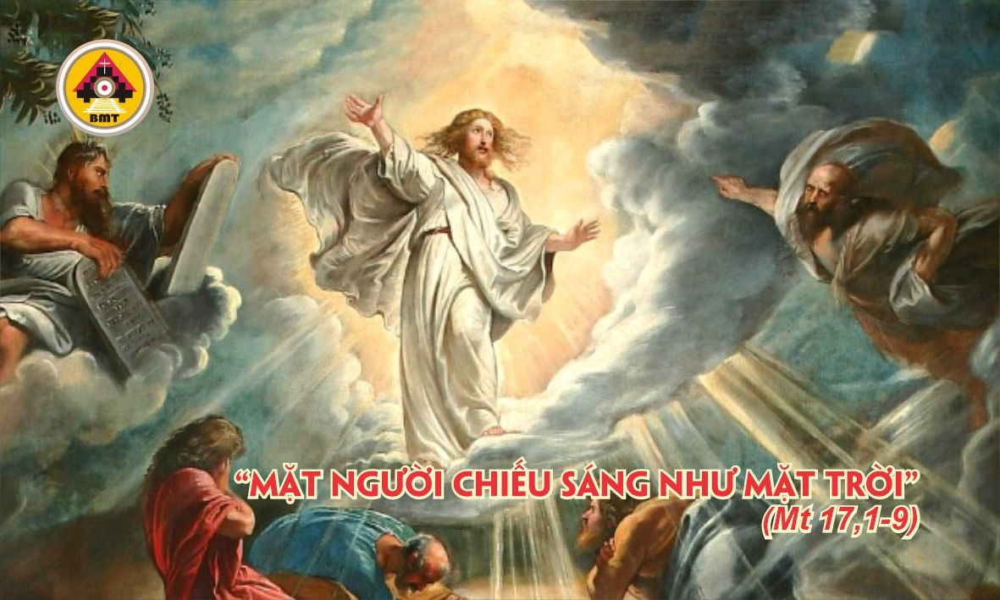 BMT
“MẶT NGƯỜI CHIẾU SÁNG NHƯ MẶT TRỜI”
(Mt 17,1-9)